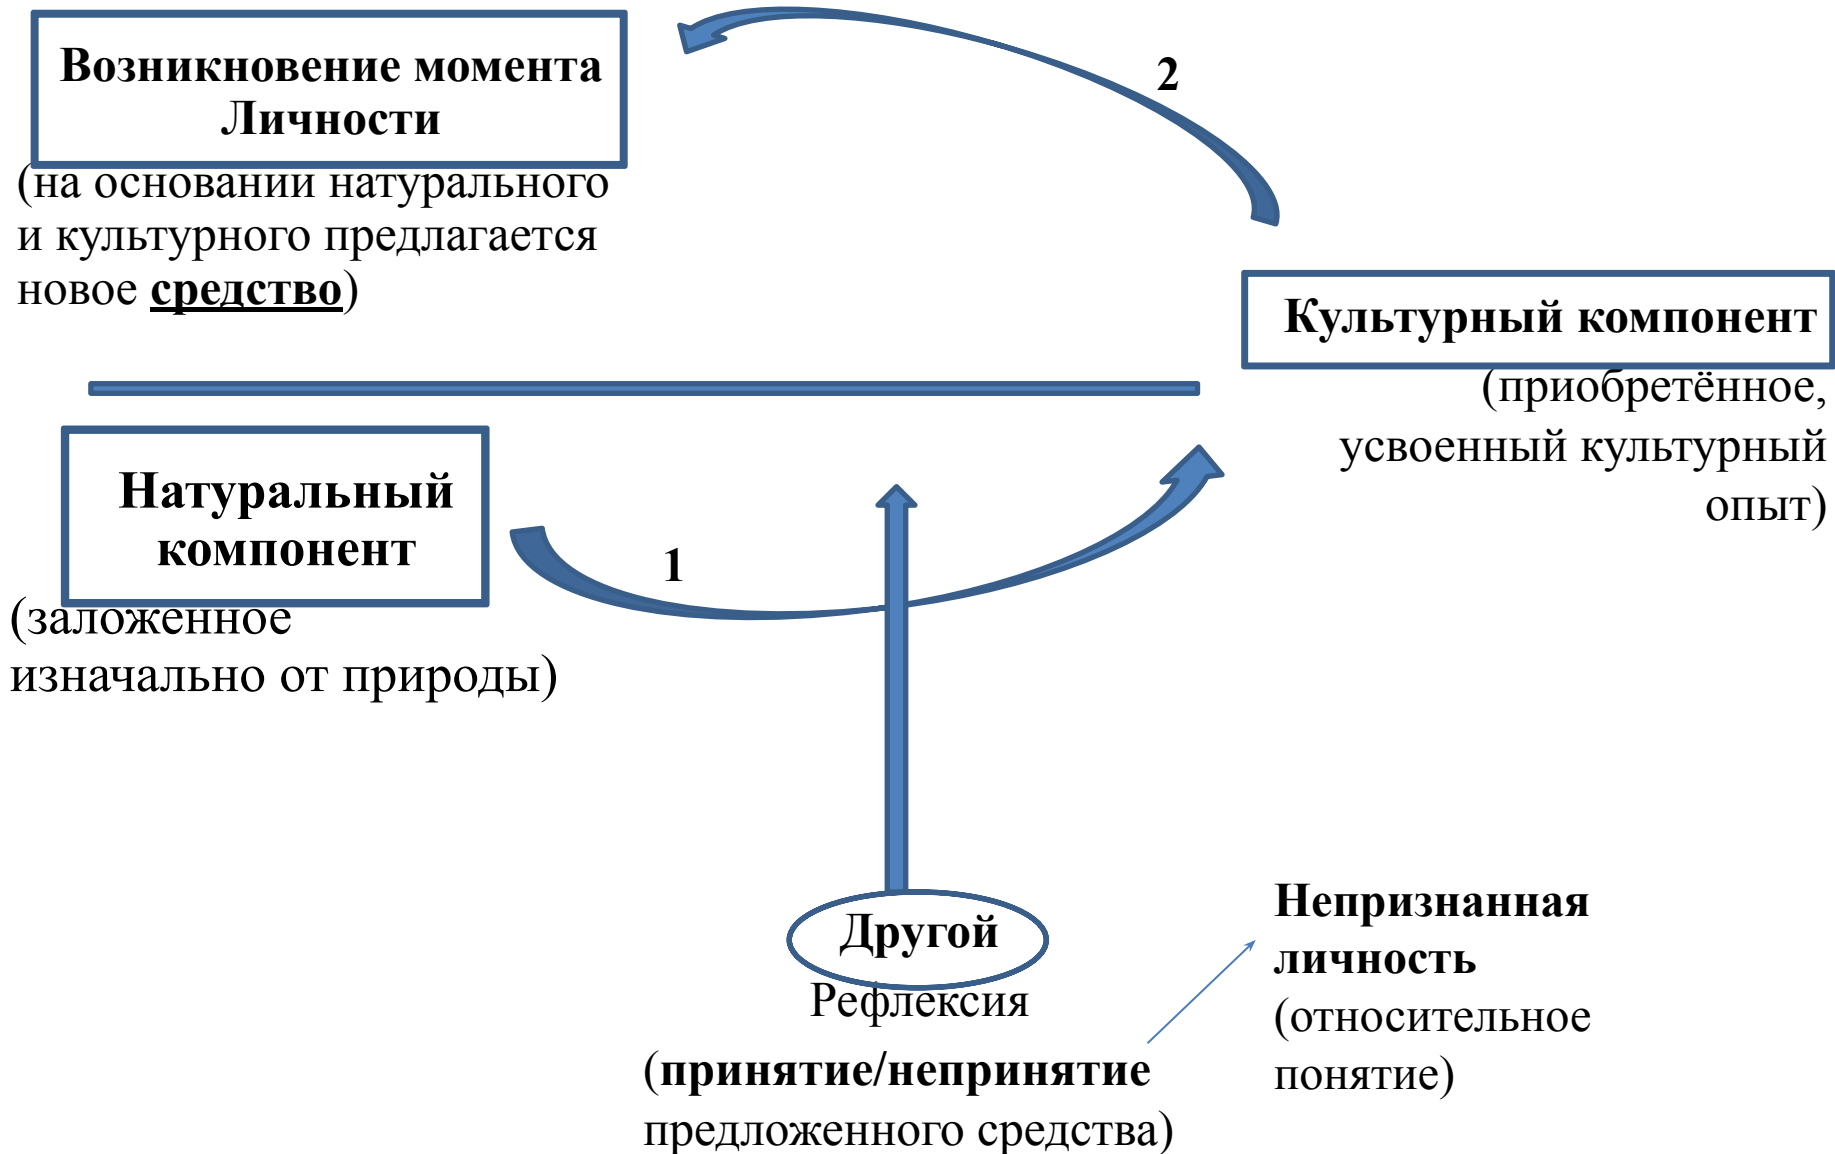 Возникновение момента
Личности
(на основании натурального
и культурного предлагается
новое средство)
2
Культурный компонент
(приобретённое,
усвоенный культурный
опыт)
Натуральный
компонент
(заложенное
изначально от природы)
1
Другой
Рефлексия
(принятие/непринятие
предложенного средства)
Непризнанная
личность
(относительное
понятие)